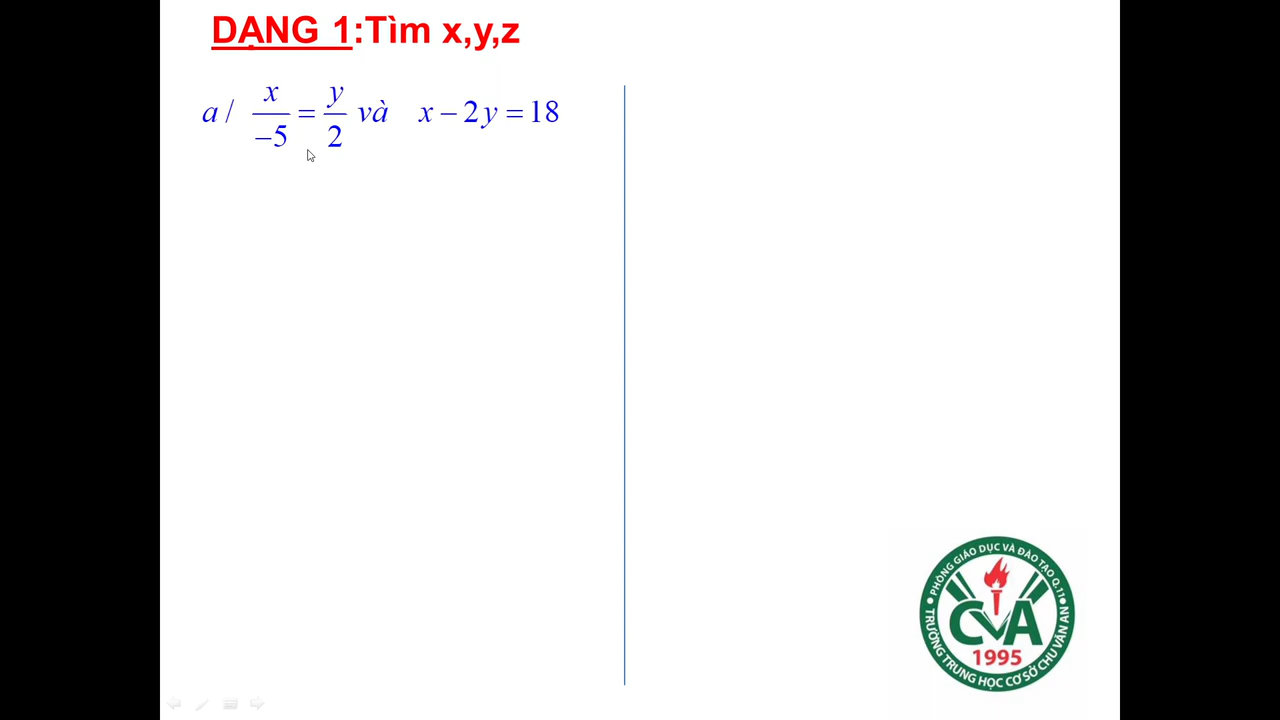 DẠNG 1:Tìm x,y,z
a / x/-5 = y/2 và x − 2y = 18
PHÒNG GIÁO DỤC VÀ ĐÀO TẠO Q.11
CVA
1995
TRƯỜNG TRUNG HỌC CƠ SỞ CHU VĂN AN